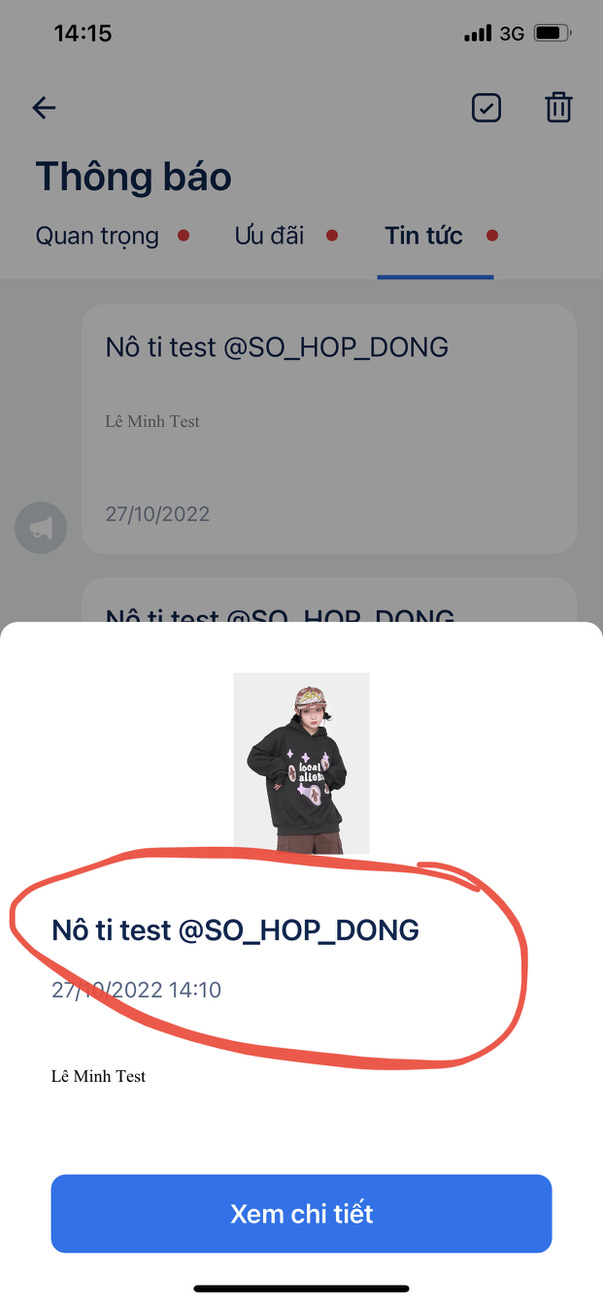 14:15
3G
Thông báo
Quan trọng
Ưu đãi
Tin tức
Nô ti test @SO_HOP_DONG
Lê Minh Test
27/10/2022
Nô ti test @SO_HOP_DONG
local
Nô ti test @SO_HOP_DONG
27/10/2022 14:10
Lê Minh Test
Xem chi tiết